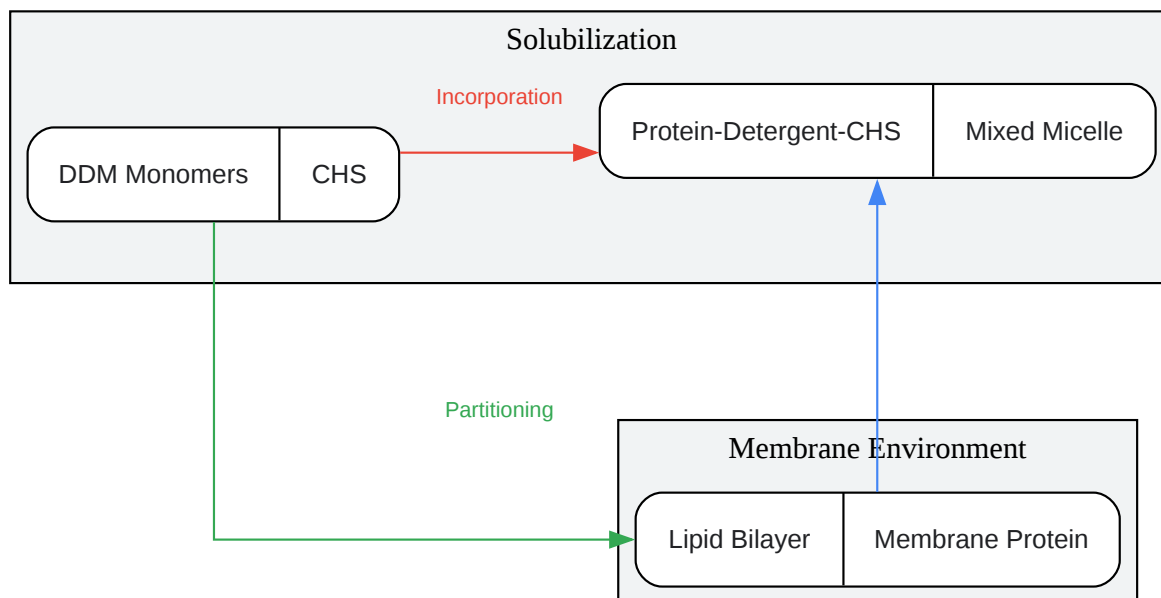 Solubilization
Incorporation
DDM Monomers
CHS
Protein-Detergent-CHS
Mixed Micelle
Partitioning
Membrane Environment
Lipid Bilayer
Membrane Protein